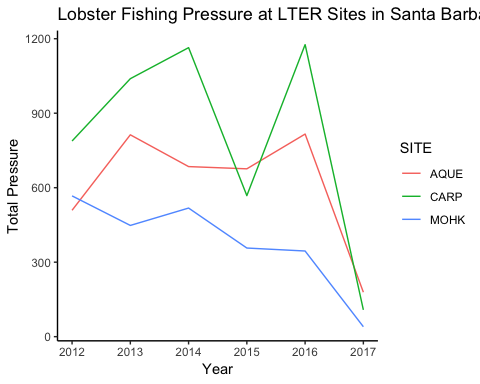 Lobster Fishing Pressure at LTER Sites in Santa Barba
1200
900
600
300
0
Total Pressure
2012 2013 2014 2015 2016 2017
Year
SITE
AQUE
CARP
MOHK